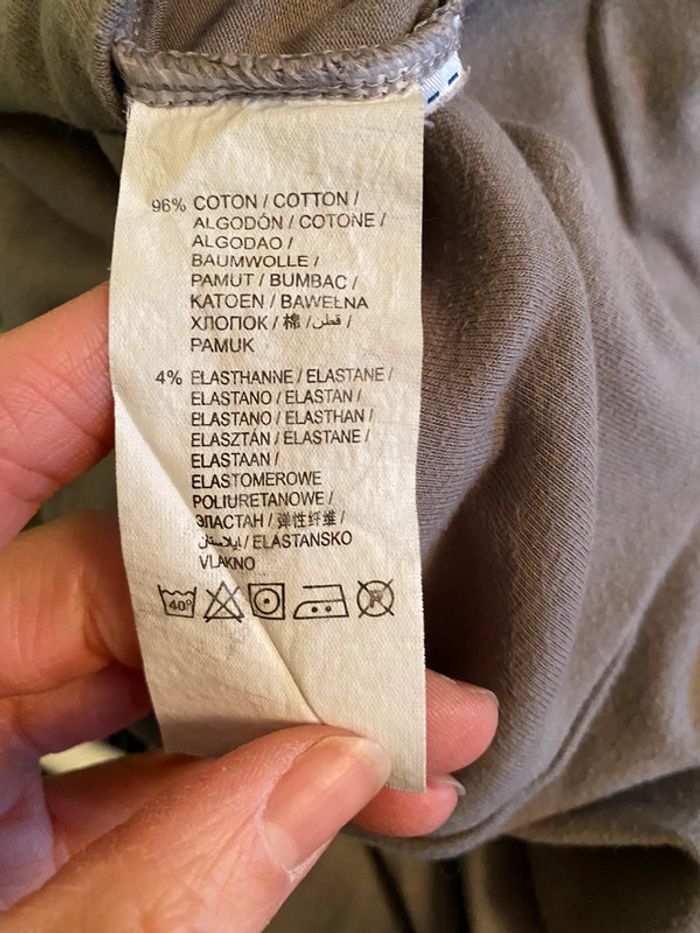 96% COTON / COTTON /
ALGODÓN / COTONE /
ALGODAO /
BAUMWOLLE /
PAMUT / BUMBAC /
KATOEN / BAWEŁNA
ХЛОПОК / 棉 / قطن /
PAMUK
4% ELASTHANNE / ELASTANE /
ELASTANO / ELASTAN /
ELASTANO / ELASTHAN /
ELASZTÁN / ELASTANE /
ELASTAAN /
ELASTOMEROWE
POLIURETANOWE /
ЭЛАСТАН / 弹性纤维 /
ايلاستان / ELASTANSKO
VLAKNO
40° P